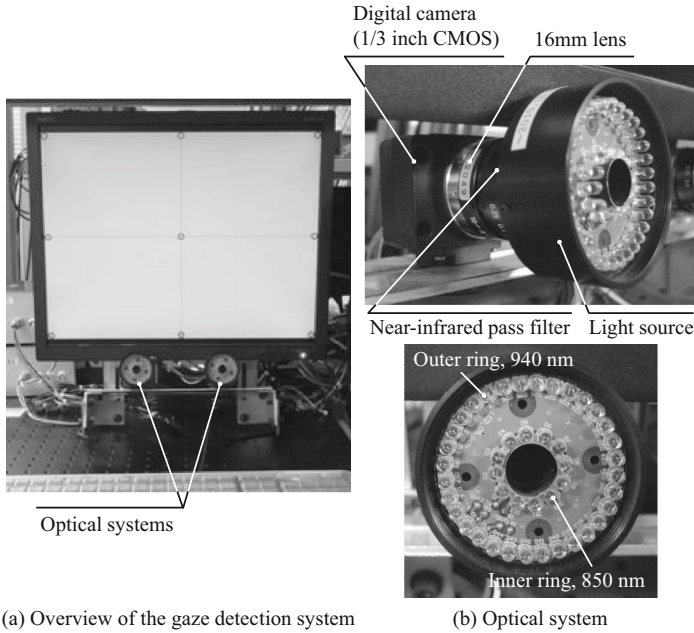 Digital camera
(1/3 inch CMOS)
16mm lens
Near-infrared pass filter
Light source
Outer ring, 940 nm
Inner ring, 850 nm
Optical systems
(a) Overview of the gaze detection system
(b) Optical system